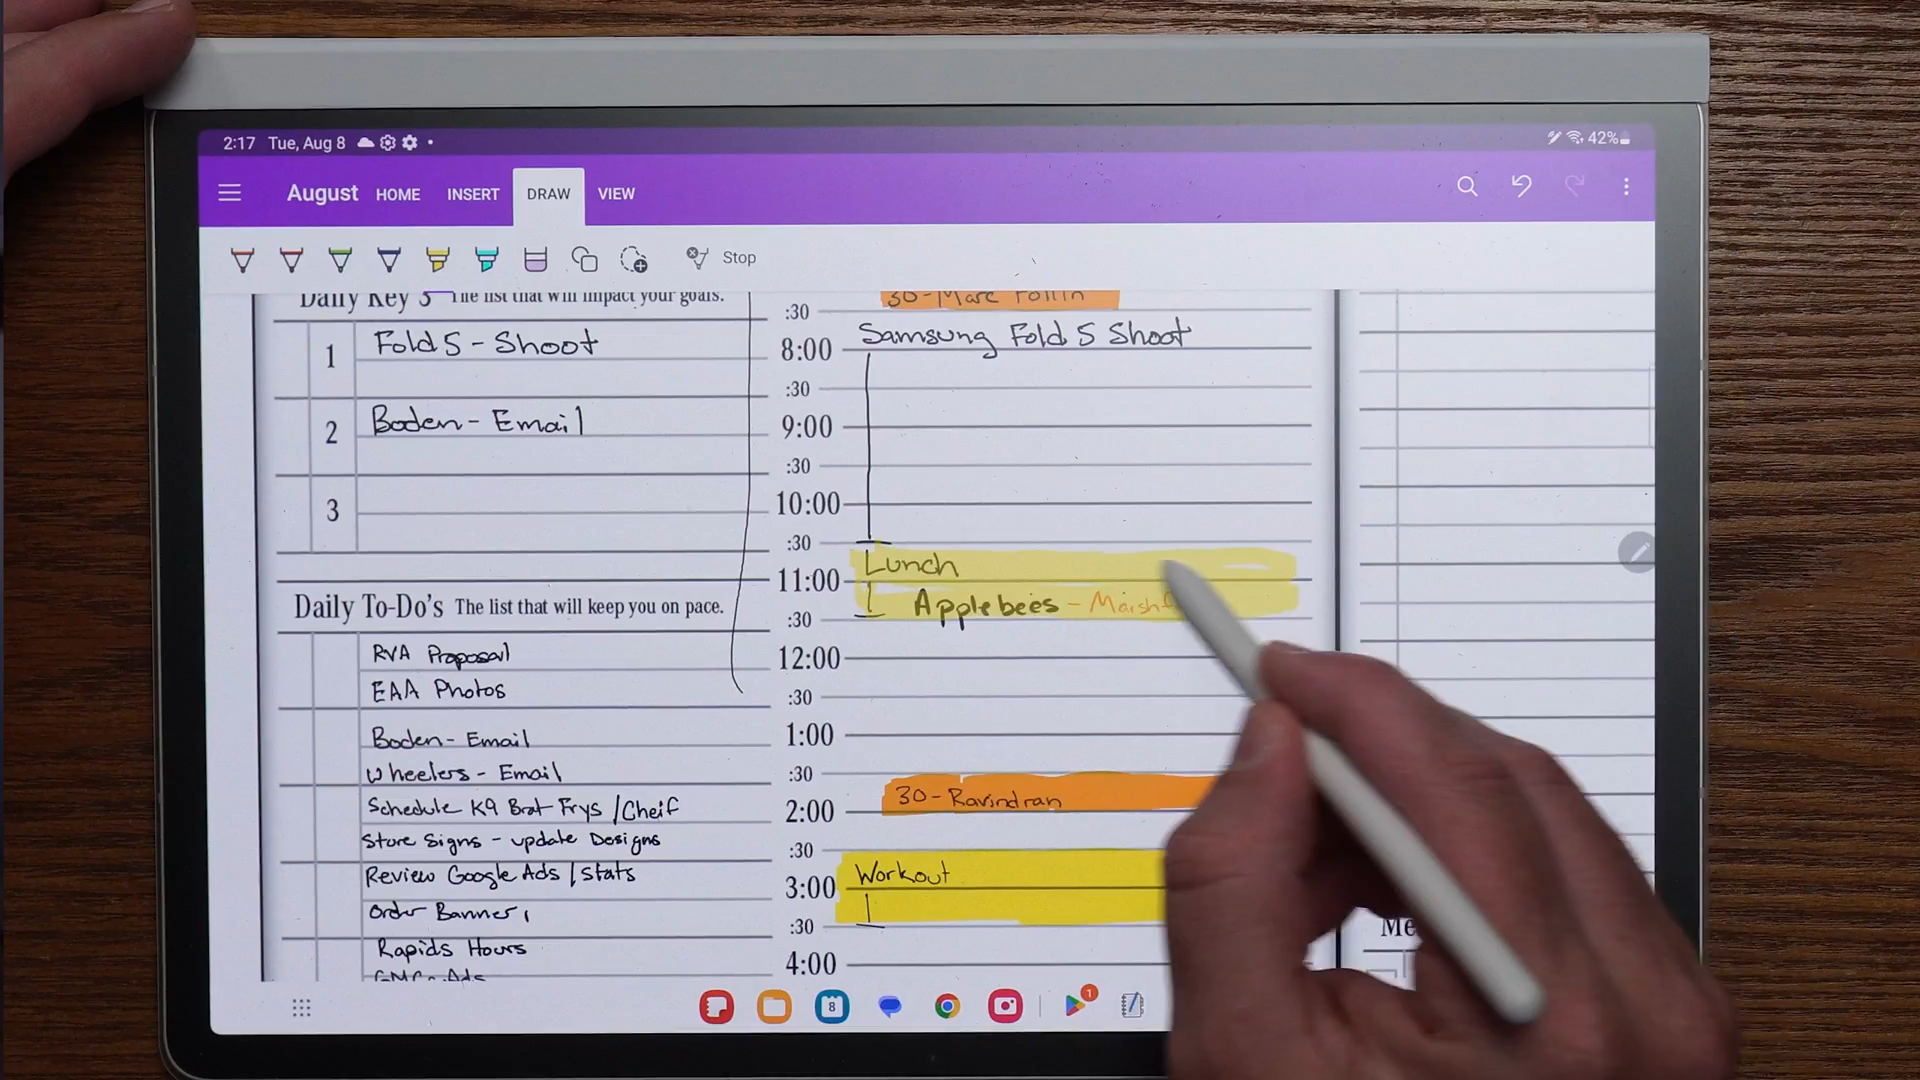 2:17 Tue, Aug 8
42%
August HOME INSERT DRAW VIEW
Stop
Daily Key 3 The list that will impact your goals.
1 Fold 5 - Shoot
2 Boden - Email
3
Daily To-Do's The list that will keep you on pace.
RVA Proposal
EAA Photos
Boden - Email
Wheelers - Email
Schedule K9 Brat Frys / Cheif
Store Signs - update Designs
Review Google Ads / Stats
Order Banner
Rapids Hours
30 - Marc
:30
8:00 Samsung Fold 5 Shoot
:30
9:00
:30
10:00
:30
11:00 Lunch
:30 Applebees -
12:00
:30
1:00
:30
2:00 30 - Ravindran
:30
3:00 Workout
:30
4:00
8
1